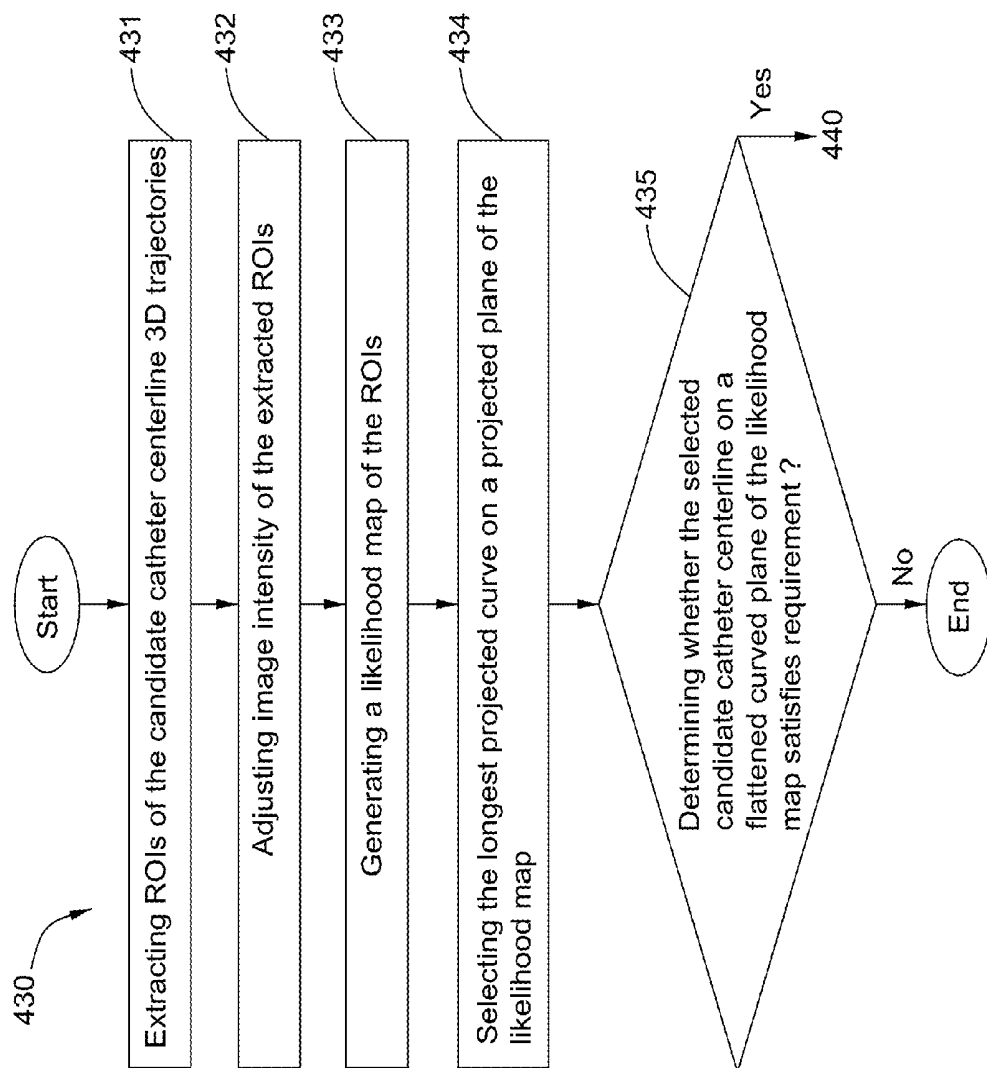 430
Start
431
Extracting ROIs of the candidate catheter centerline 3D trajectories
432
Adjusting image intensity of the extracted ROIs
433
Generating a likelihood map of the ROIs
434
Selecting the longest projected curve on a projected plane of the
likelihood map
435
Determining whether the selected
candidate catheter centerline on a
flattened curved plane of the likelihood
map satisfies requirement ?
Yes
440
No
End